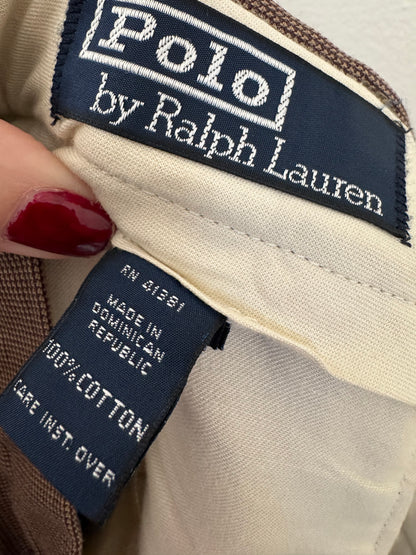 Polo
by Ralph Lauren
RN 41381
MADE IN
DOMINICAN
REPUBLIC
100% COTTON
CARE INST. OVER